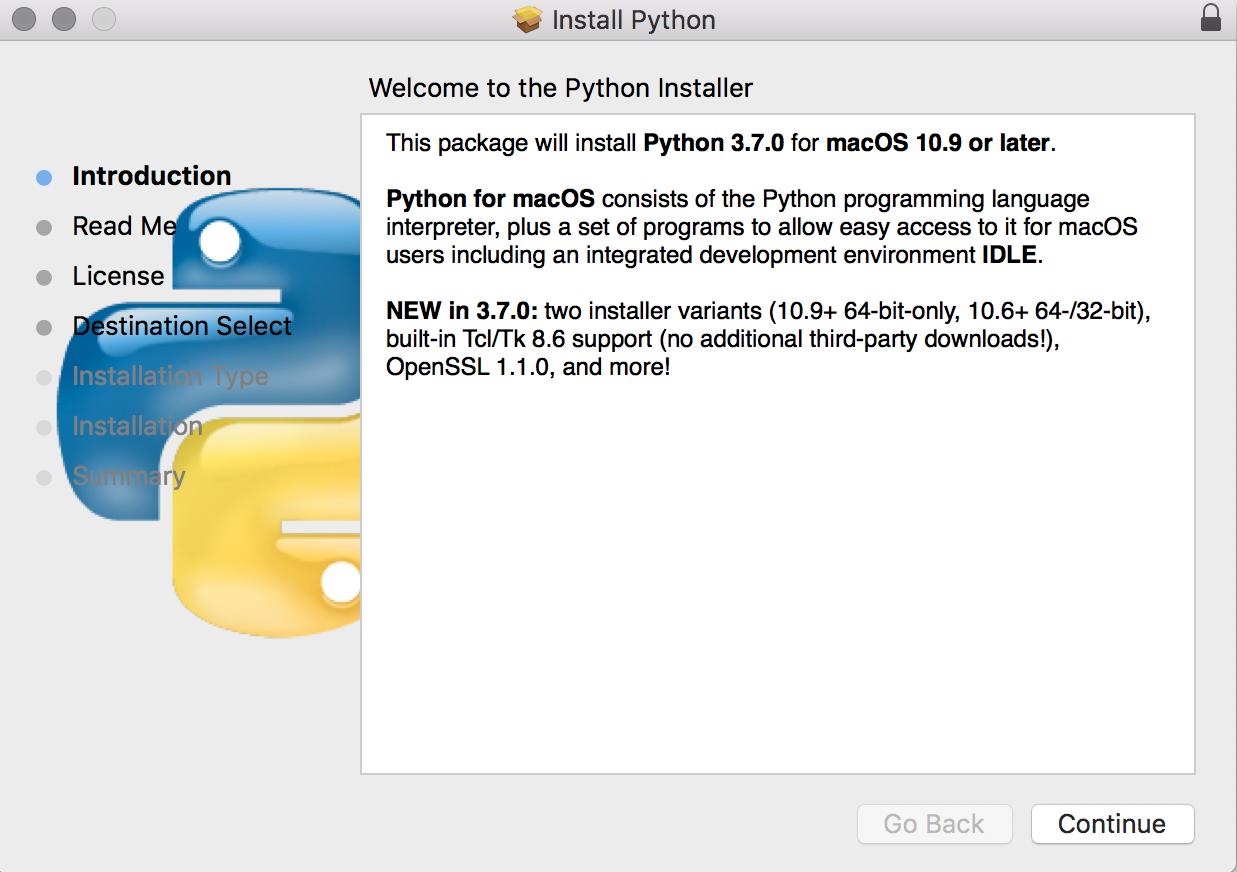 Install Python
Welcome to the Python Installer
Introduction
Read Me
License
Destination Select
Installation Type
Installation
Summary
This package will install Python 3.7.0 for macOS 10.9 or later.
Python for macOS consists of the Python programming language
interpreter, plus a set of programs to allow easy access to it for macOS
users including an integrated development environment IDLE.
NEW in 3.7.0: two installer variants (10.9+ 64-bit-only, 10.6+ 64-/32-bit),
built-in Tcl/Tk 8.6 support (no additional third-party downloads!),
OpenSSL 1.1.0, and more!
Go Back
Continue